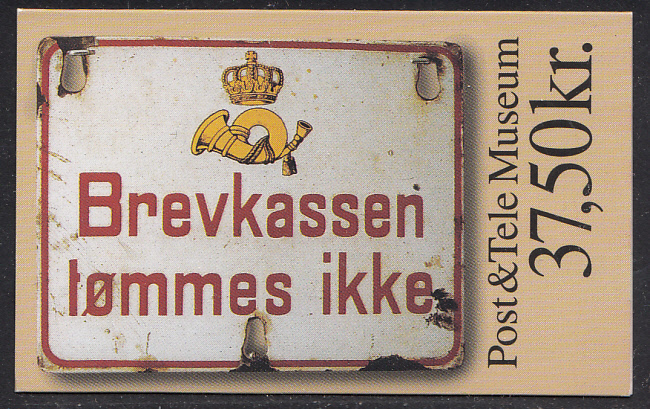 Brevkassen
tømmes ikke
Post & Tele Museum
37,50 kr.